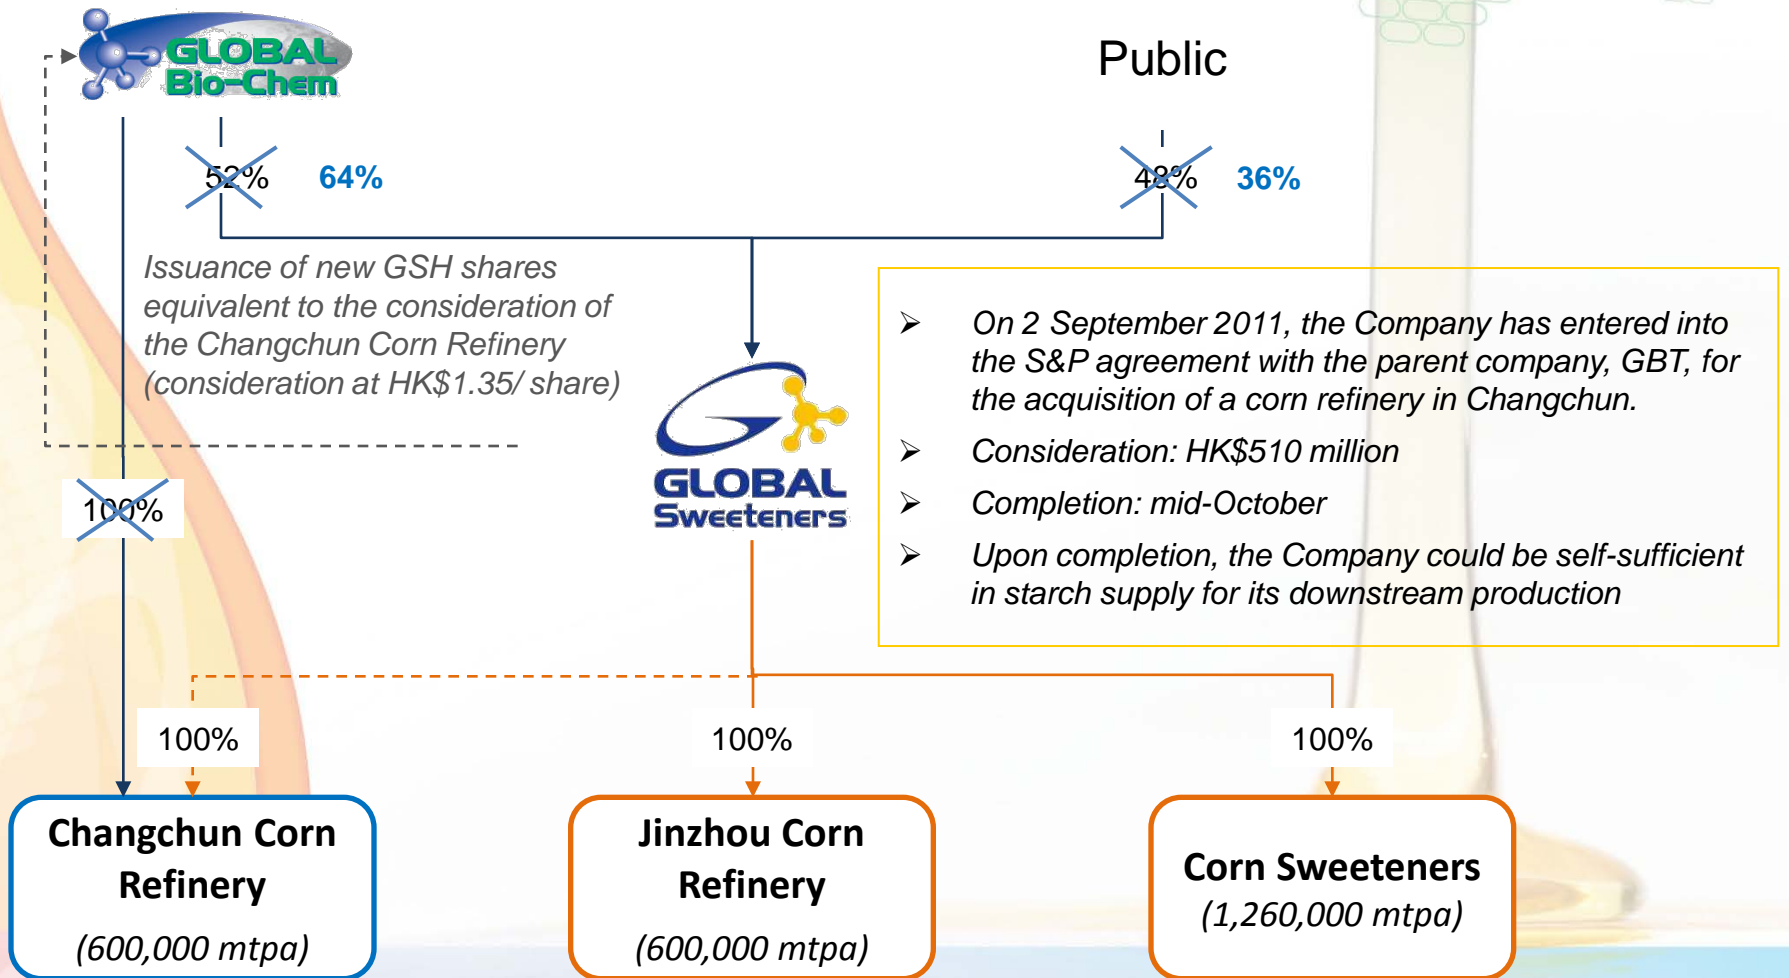 GLOBAL
Bio-Chem
Public
52%
64%
48%
36%
Issuance of new GSH shares
equivalent to the consideration of
the Changchun Corn Refinery
(consideration at HK$1.35/ share)
➢ On 2 September 2011, the Company has entered into
the S&P agreement with the parent company, GBT, for
the acquisition of a corn refinery in Changchun.
➢ Consideration: HK$510 million
➢ Completion: mid-October
➢ Upon completion, the Company could be self-sufficient
in starch supply for its downstream production
GLOBAL
Sweeteners
100%
100%
100%
100%
Changchun Corn
Refinery
(600,000 mtpa)
Jinzhou Corn
Refinery
(600,000 mtpa)
Corn Sweeteners
(1,260,000 mtpa)